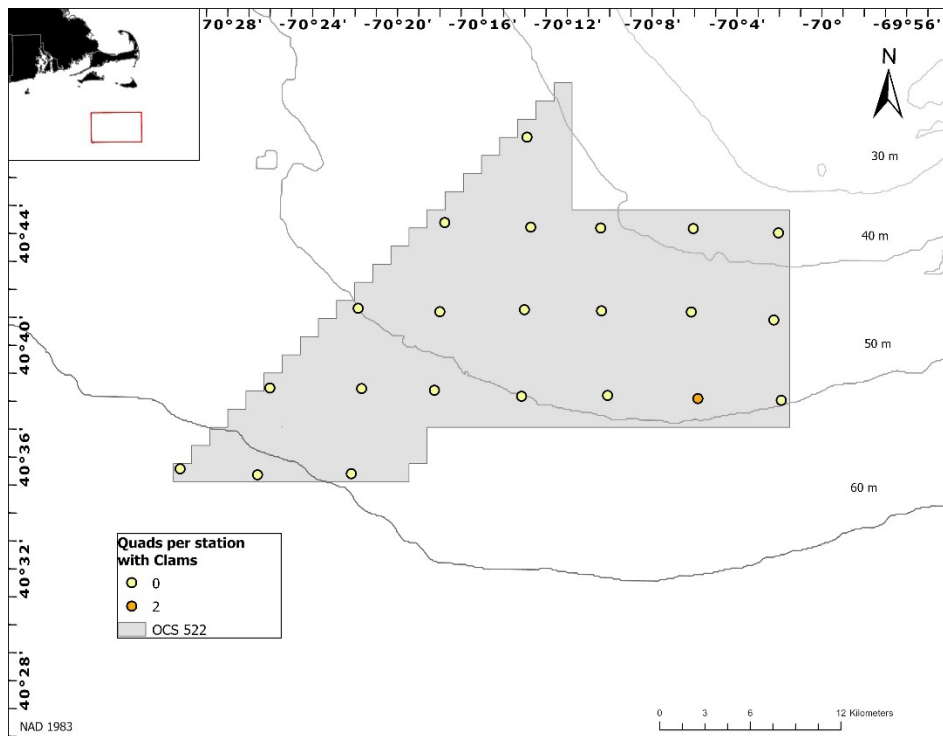 70°28' -70°24' -70°20' -70°16' -70°12' -70°8' -70°4' -70° -69°56'
N
30 m
40°44'
40 m
40°40'
50 m
40°36'
60 m
40°32'
Quads per station
with Clams
0
2
OCS 522
40°28'
0 3 6 12 Kilometers
NAD 1983